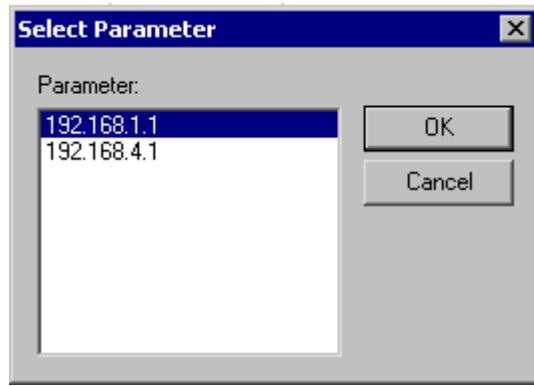 Select Parameter
Parameter:
192.168.1.1
192.168.4.1
OK
Cancel